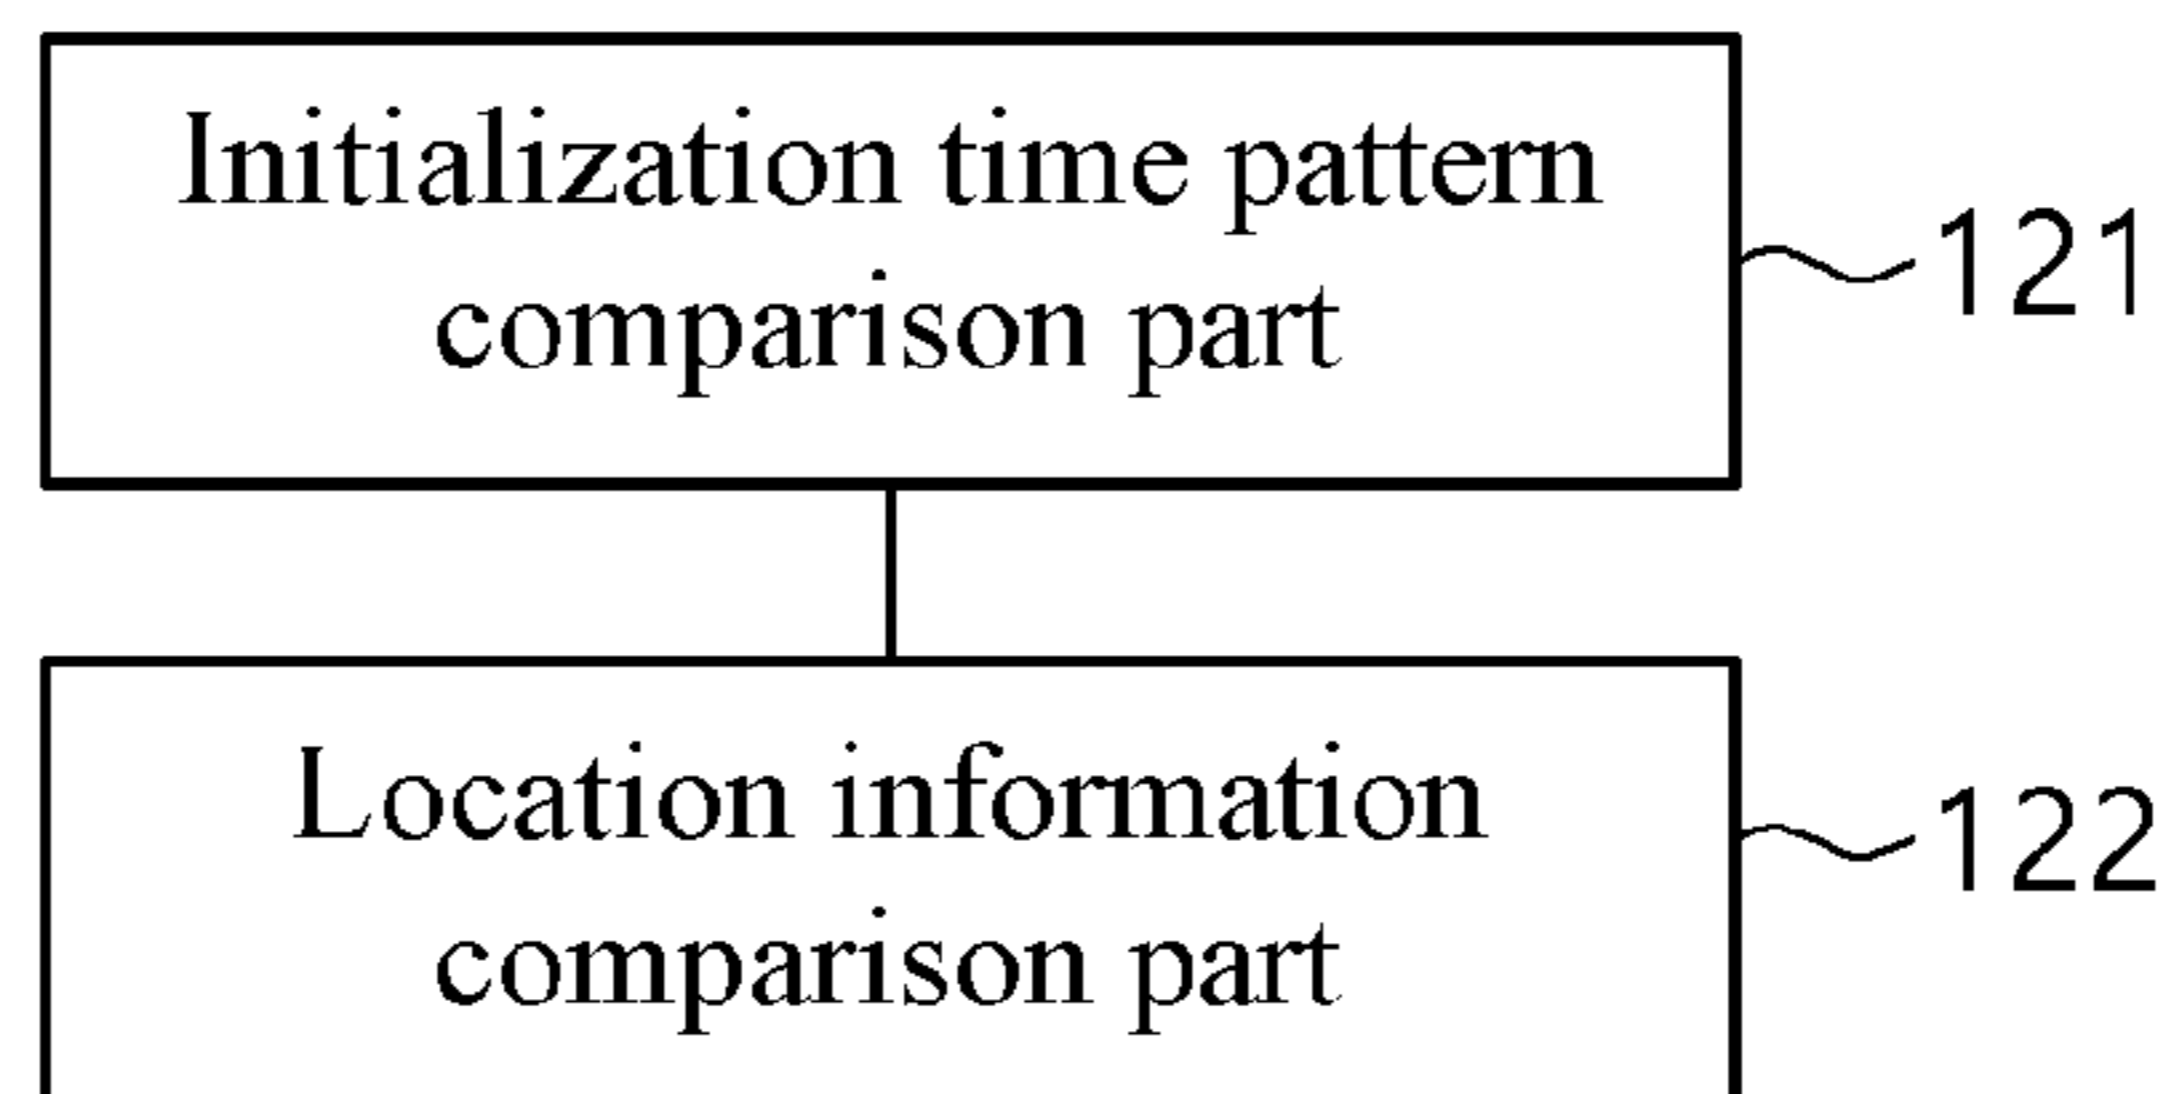 Initialization time pattern
comparison part
121
Location information
comparison part
122